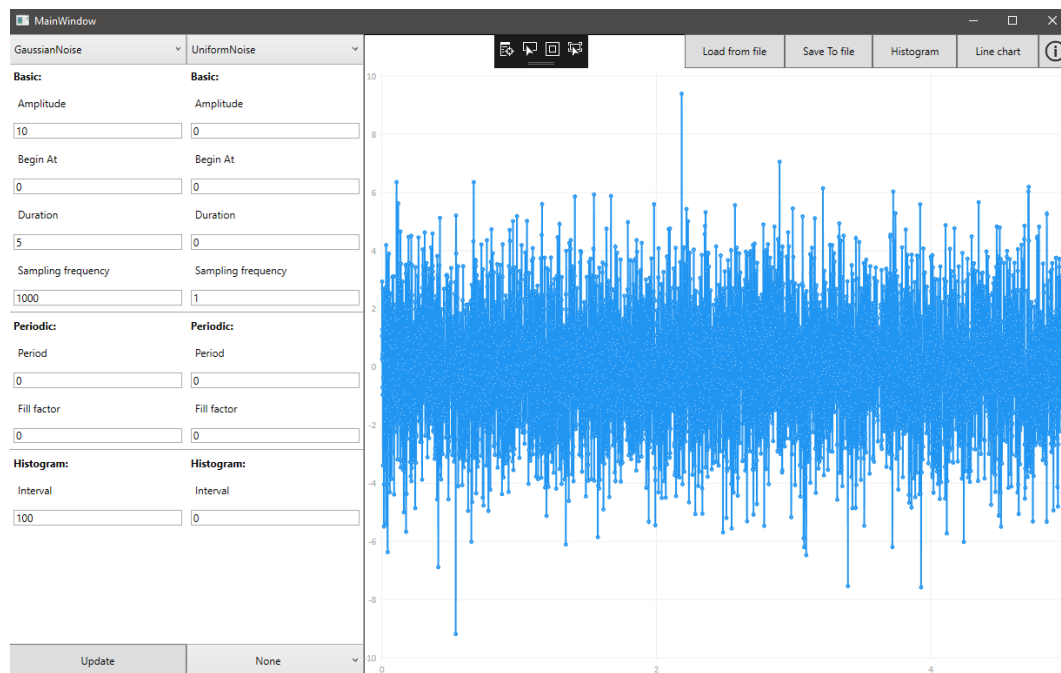 MainWindow
GaussianNoise UniformNoise Load from file Save To file Histogram Line chart
Basic: Basic:
Amplitude Amplitude
10 0
Begin At Begin At
0 0
Duration Duration
5 0
Sampling frequency Sampling frequency
1000 1
Periodic: Periodic:
Period Period
0 0
Fill factor Fill factor
0 0
Histogram: Histogram:
Interval Interval
100 0
Update None
10
8
6
4
2
0
-2
-4
-6
-8
-10
0 2 4